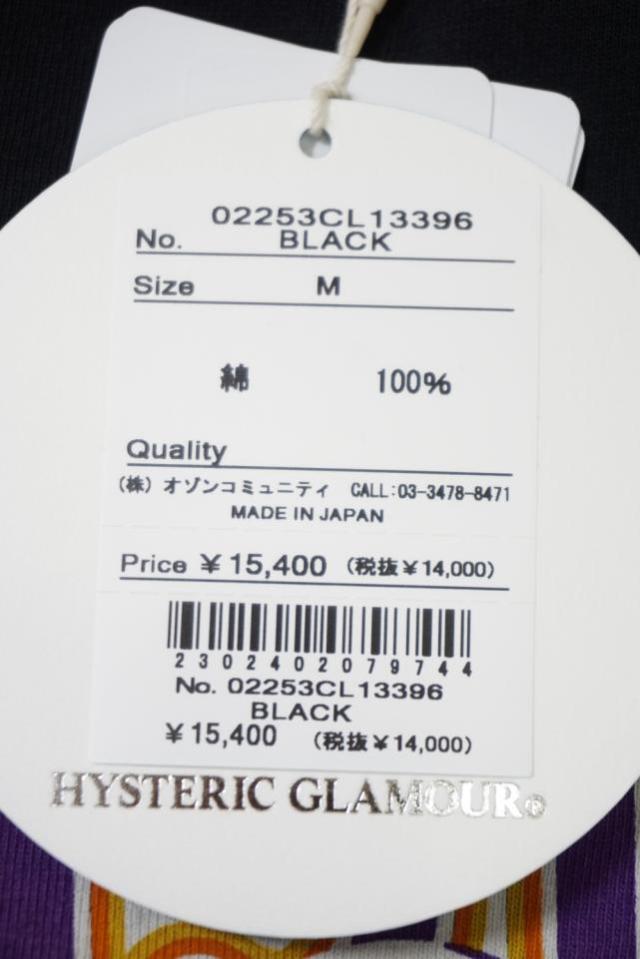 02253CL13396
No. BLACK
Size M
綿 100%
Quality
(株) オゾンコミュニティ CALL:03-3478-8471
MADE IN JAPAN
Price ¥15,400 (税抜¥14,000)
2302402079744
No. 02253CL13396
BLACK
¥15,400 (税抜¥14,000)
HYSTERIC GLAMOUR®